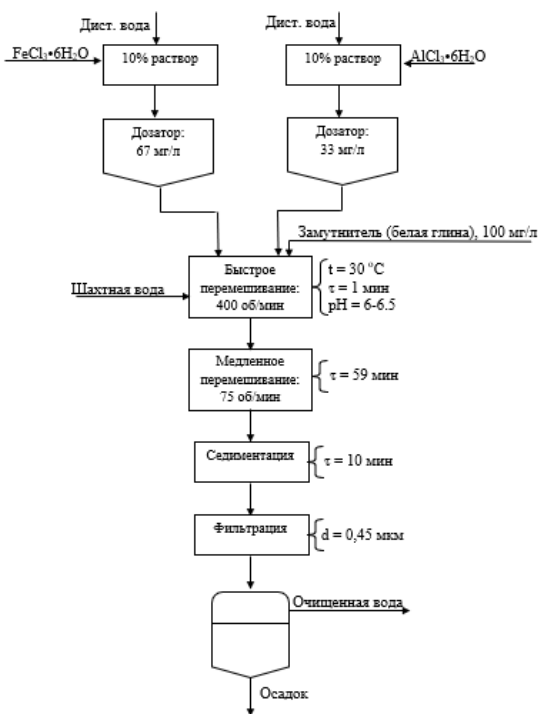 Дист. вода
Дист. вода
FeCl₃•6H₂O
10% раствор
10% раствор
AlCl₃•6H₂O
Дозатор:
67 мг/л
Дозатор:
33 мг/л
Замутнитель (белая глина), 100 мг/л
Шахтная вода
Быстрое
перемешивание:
400 об/мин
t = 30 °C
τ = 1 мин
pH = 6-6.5
Медленное
перемешивание:
75 об/мин
τ = 59 мин
Седиментация
τ = 10 мин
Фильтрация
d = 0,45 мкм
Очищенная вода
Осадок